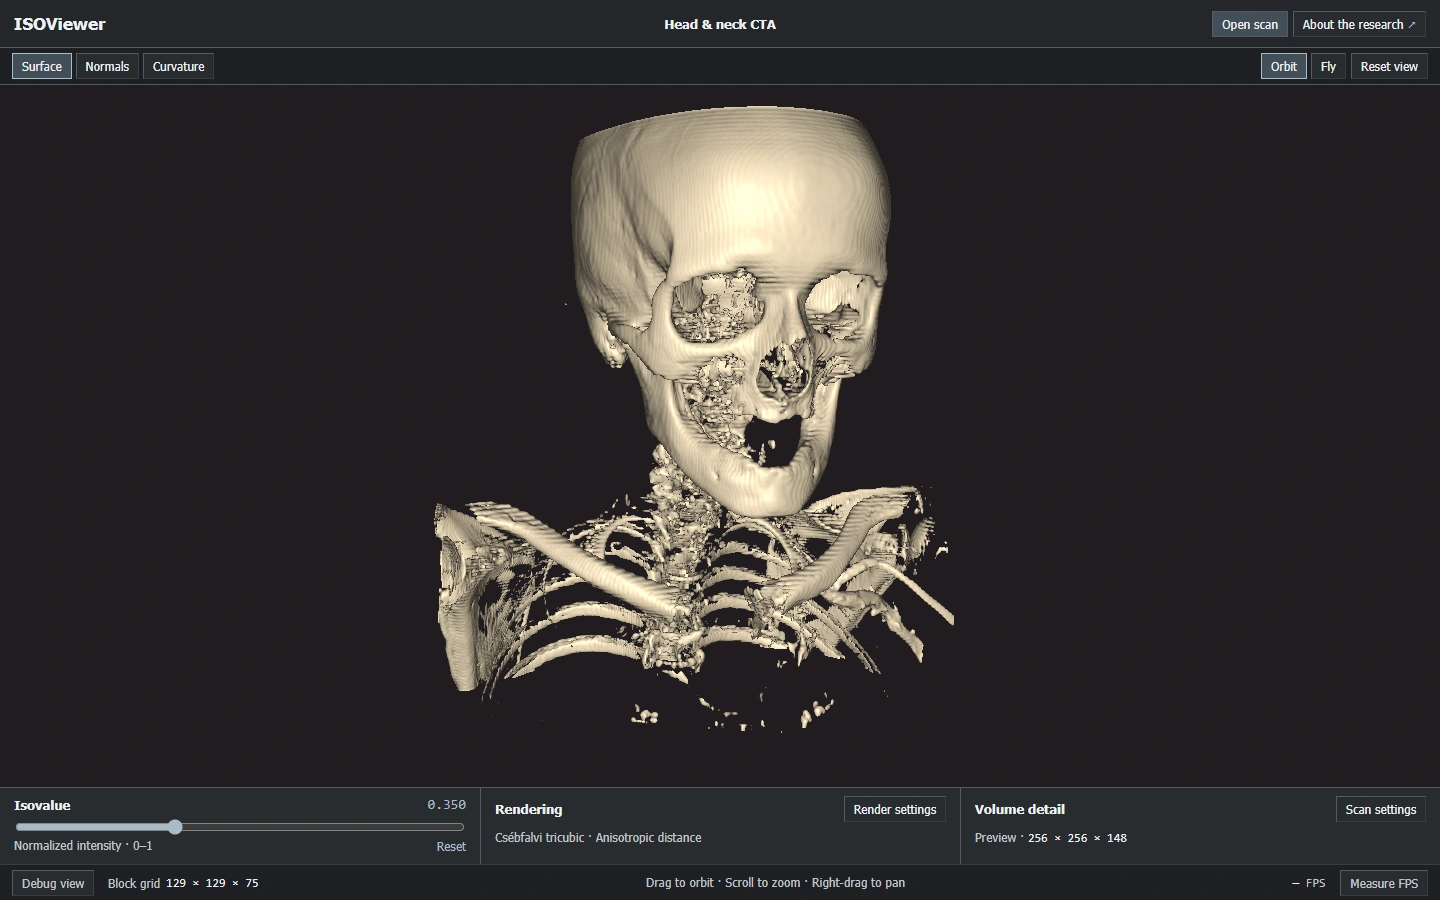 ISOViewer
Head & neck CTA
Open scan
About the research ↗
Surface
Normals
Curvature
Orbit
Fly
Reset view
Isovalue
0.350
Normalized intensity · 0–1
Reset
Rendering
Render settings
Csébfalvi tricubic · Anisotropic distance
Volume detail
Scan settings
Preview · 256 × 256 × 148
Debug view
Block grid 129 × 129 × 75
Drag to orbit · Scroll to zoom · Right-drag to pan
— FPS
Measure FPS